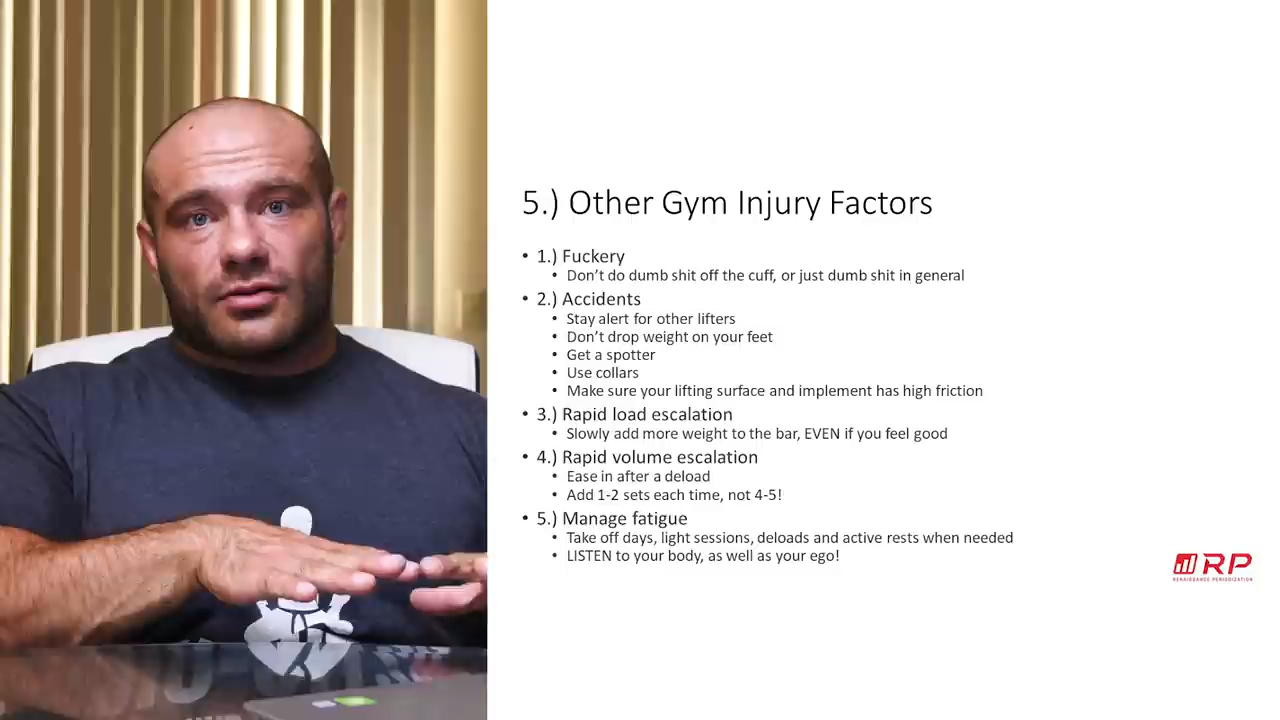 5.) Other Gym Injury Factors
• 1.) Fuckery
• Don't do dumb shit off the cuff, or just dumb shit in general
• 2.) Accidents
• Stay alert for other lifters
• Don't drop weight on your feet
• Get a spotter
• Use collars
• Make sure your lifting surface and implement has high friction
• 3.) Rapid load escalation
• Slowly add more weight to the bar, EVEN if you feel good
• 4.) Rapid volume escalation
• Ease in after a deload
• Add 1-2 sets each time, not 4-5!
• 5.) Manage fatigue
• Take off days, light sessions, deloads and active rests when needed
• LISTEN to your body, as well as your ego!
RP
RENAISSANCE PERIODIZATION